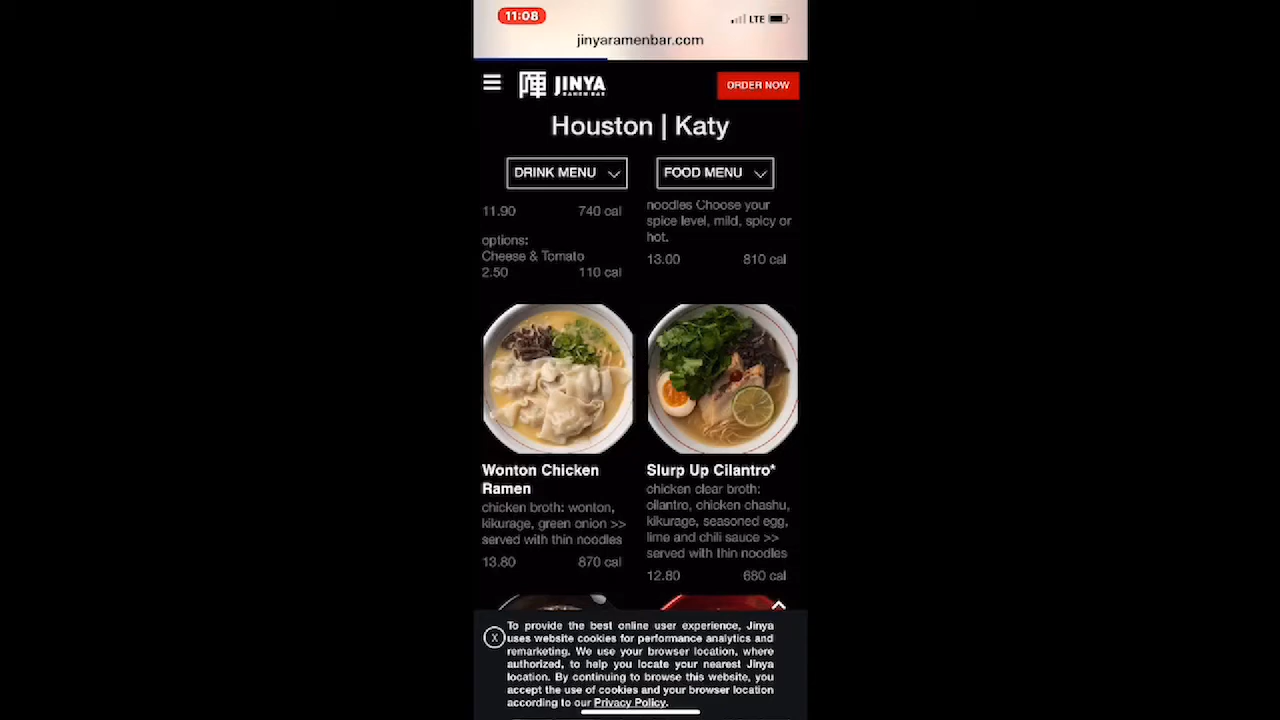 11:08
LTE
jinyaramenbar.com
陣 JINYA
RAMEN BAR
ORDER NOW
Houston | Katy
DRINK MENU
FOOD MENU
11.90 740 cal
options:
Cheese & Tomato
2.50 110 cal
noodles Choose your
spice level, mild, spicy or
hot.
13.00 810 cal
Wonton Chicken
Ramen
chicken broth: wonton,
kikurage, green onion >>
served with thin noodles
13.80 870 cal
Slurp Up Cilantro*
chicken clear broth:
cilantro, chicken chashu,
kikurage, seasoned egg,
lime and chili sauce >>
served with thin noodles
12.80 680 cal
X
To provide the best online user experience, Jinya
uses website cookies for performance analytics and
remarketing. We use your browser location, where
authorized, to help you locate your nearest Jinya
location. By continuing to browse this website, you
accept the use of cookies and your browser location
according to our Privacy Policy.